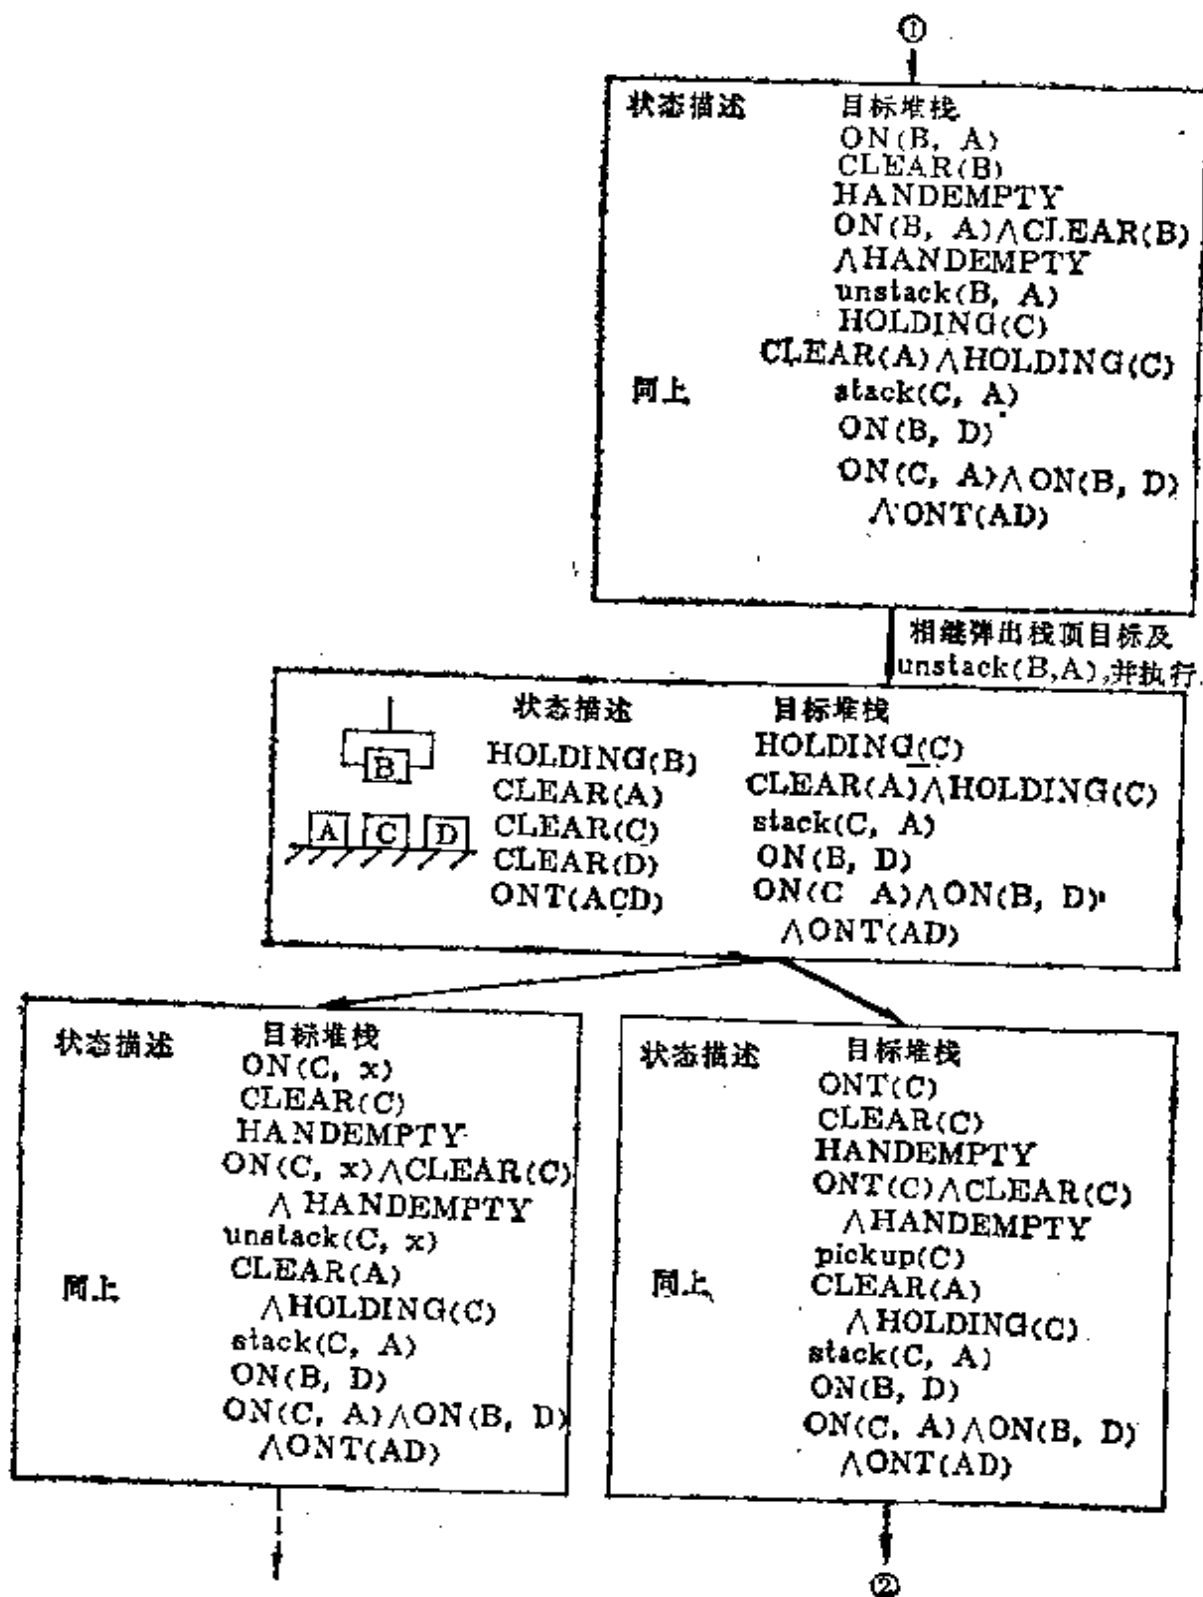 ①
状态描述 目标堆栈
ON(B, A)
CLEAR(B)
HANDEMPTY
ON(B, A)∧CLEAR(B)
∧HANDEMPTY
unstack(B, A)
HOLDING(C)
CLEAR(A)∧HOLDING(C)
同上 stack(C, A)
ON(B, D)
ON(C, A)∧ON(B, D)
∧ONT(AD)
相继弹出栈顶目标及
unstack(B,A),并执行.
状态描述 目标堆栈
B HOLDING(B) HOLDING(C)
CLEAR(A) CLEAR(A)∧HOLDING(C)
A C D CLEAR(C) stack(C, A)
CLEAR(D) ON(B, D)
ONT(ACD) ON(C A)∧ON(B, D)
∧ONT(AD)
状态描述 目标堆栈
ON(C, x)
CLEAR(C)
HANDEMPTY
ON(C, x)∧CLEAR(C)
∧ HANDEMPTY
unstack(C, x)
同上 CLEAR(A)
∧HOLDING(C)
stack(C, A)
ON(B, D)
ON(C, A)∧ON(B, D)
∧ONT(AD)
状态描述 目标堆栈
ONT(C)
CLEAR(C)
HANDEMPTY
ONT(C)∧CLEAR(C)
∧HANDEMPTY
pickup(C)
同上 CLEAR(A)
∧HOLDING(C)
stack(C, A)
ON(B, D)
ON(C, A)∧ON(B, D)
∧ONT(AD)
②